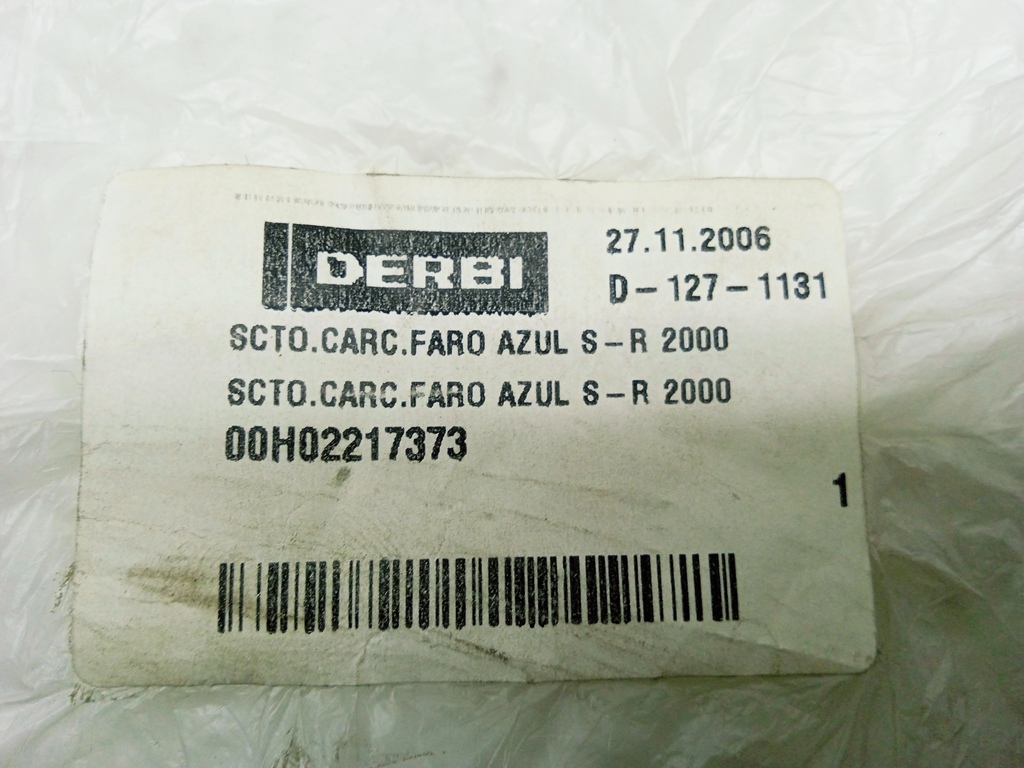 DERBI
27.11.2006
D-127-1131
SCTO.CARC.FARO AZUL S-R 2000
SCTO.CARC.FARO AZUL S-R 2000
00H02217373
1